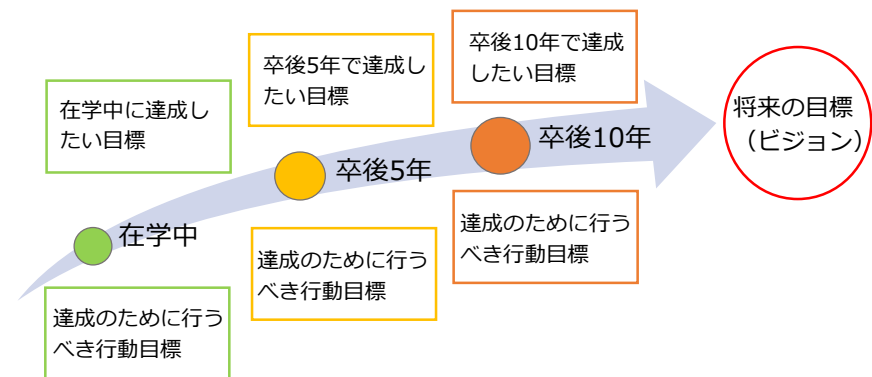 在学中に達成し
たい目標
卒後5年で達成し
たい目標
卒後10年で達成
したい目標
将来の目標
（ビジョン）
在学中
卒後5年
卒後10年
達成のために行う
べき行動目標
達成のために行う
べき行動目標
達成のために行う
べき行動目標